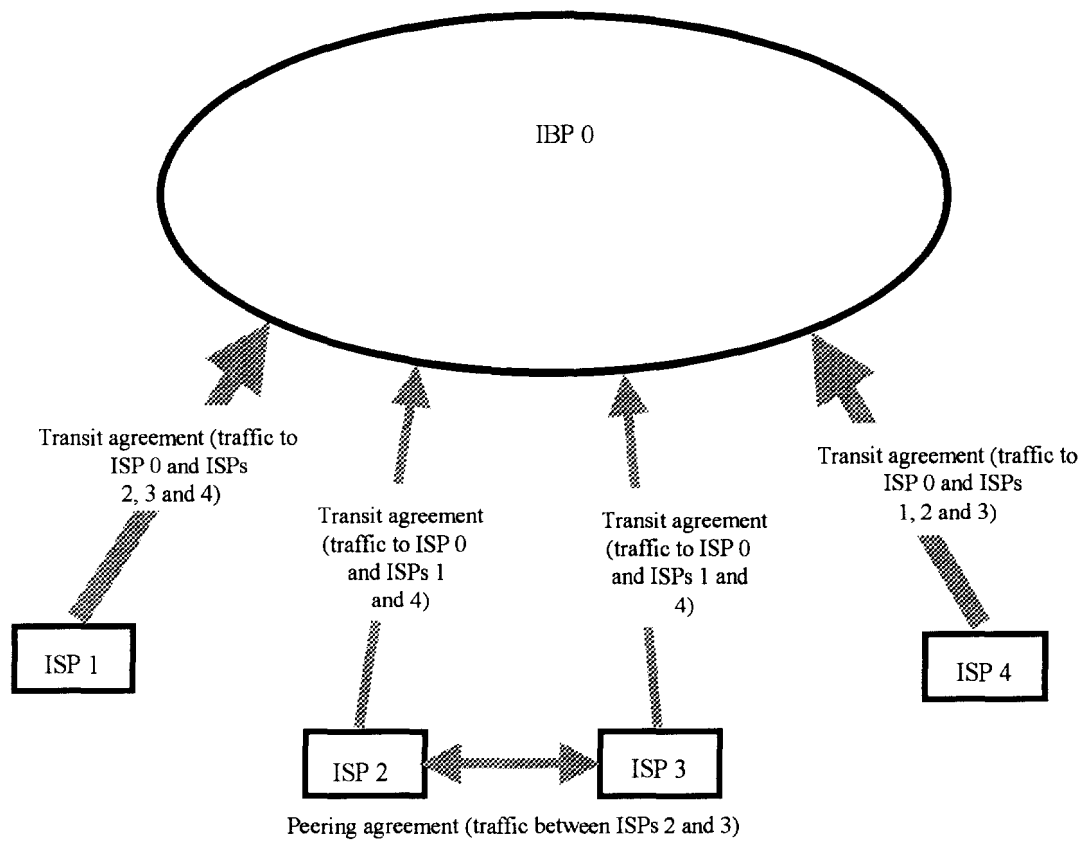 IBP 0
Transit agreement (traffic to
ISP 0 and ISPs
2, 3 and 4)
Transit agreement
(traffic to ISP 0
and ISPs 1
and 4)
Transit agreement
(traffic to ISP 0
and ISPs 1 and
4)
Transit agreement (traffic to
ISP 0 and ISPs
1, 2 and 3)
ISP 1
ISP 4
ISP 2
ISP 3
Peering agreement (traffic between ISPs 2 and 3)